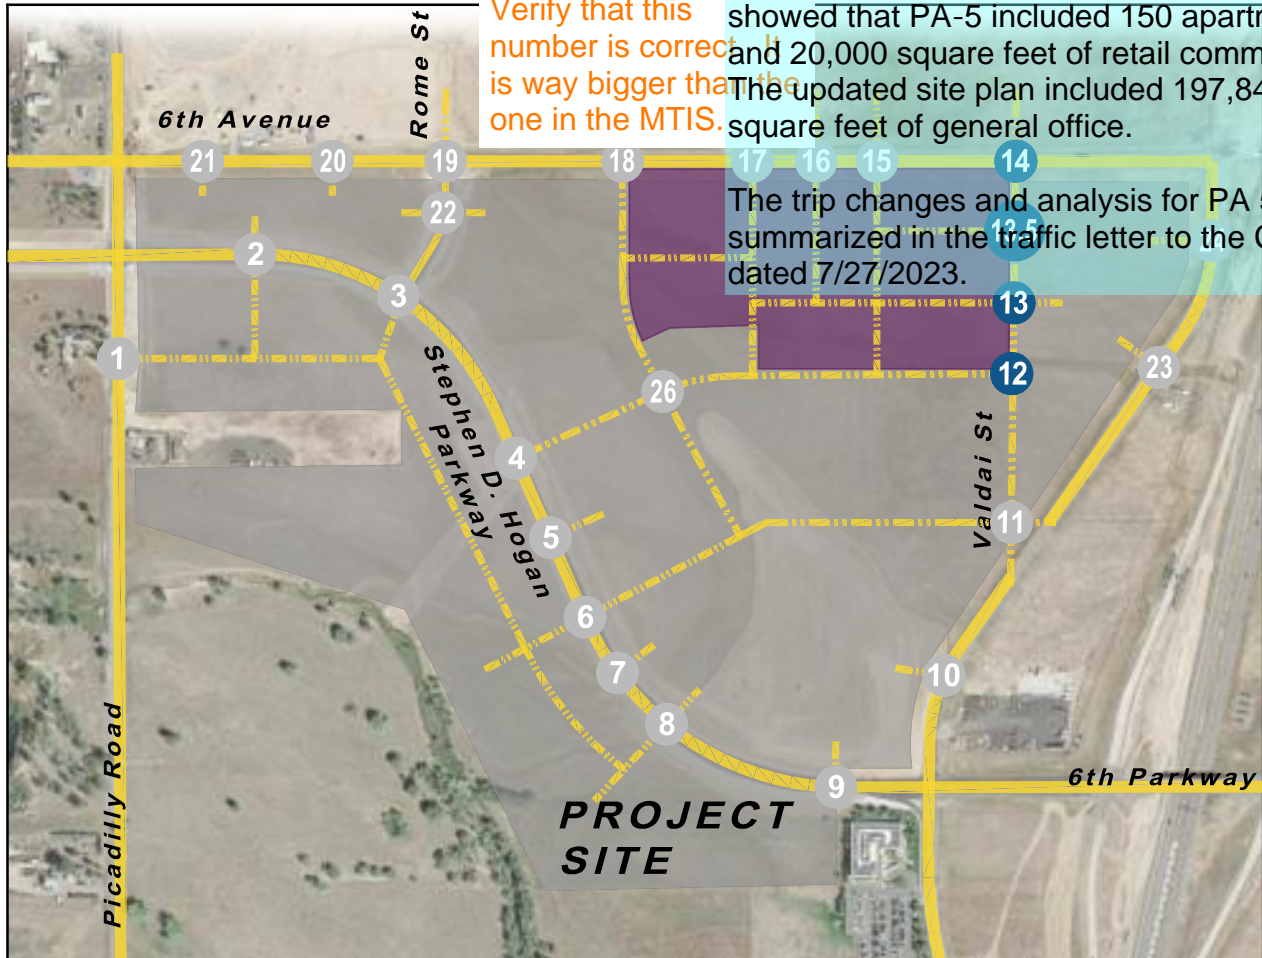 Verify that this
number is correct. It
is way bigger than the
one in the MTIS.
showed that PA-5 included 150
and 20,000 square feet of retail
The updated site plan included
square feet of general office.
The trip changes and analysis for PA
summarized in the traffic letter to the
dated 7/27/2023.
Rome St
6th Avenue
21
20
19
18
17
16
15
14
22
13.5
2
3
13
1
12
23
26
Stephen D. Hogan
Parkway
4
Valdai St
11
5
6
7
10
8
Picadilly Road
9
6th Parkway
PROJECT
SITE